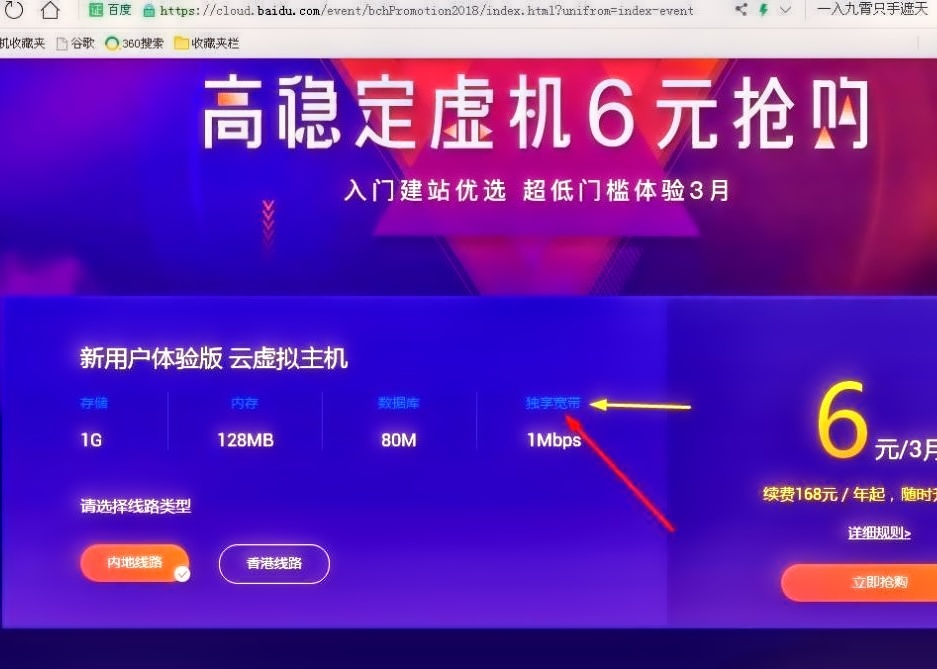 百度 https://cloud.baidu.com/event/bchPromotion2018/index.html?unifrom=index-event 一入九霄只手遮天
机收藏夹 谷歌 360搜索 收藏夹栏
高稳定虚机6元抢购
入门建站优选 超低门槛体验3月
新用户体验版 云虚拟主机
存储 内存 数据库 独享宽带
1G 128MB 80M 1Mbps
6元/3月
续费168元 / 年起，随时
请选择线路类型
详细规则>
内地线路 香港线路
立即抢购